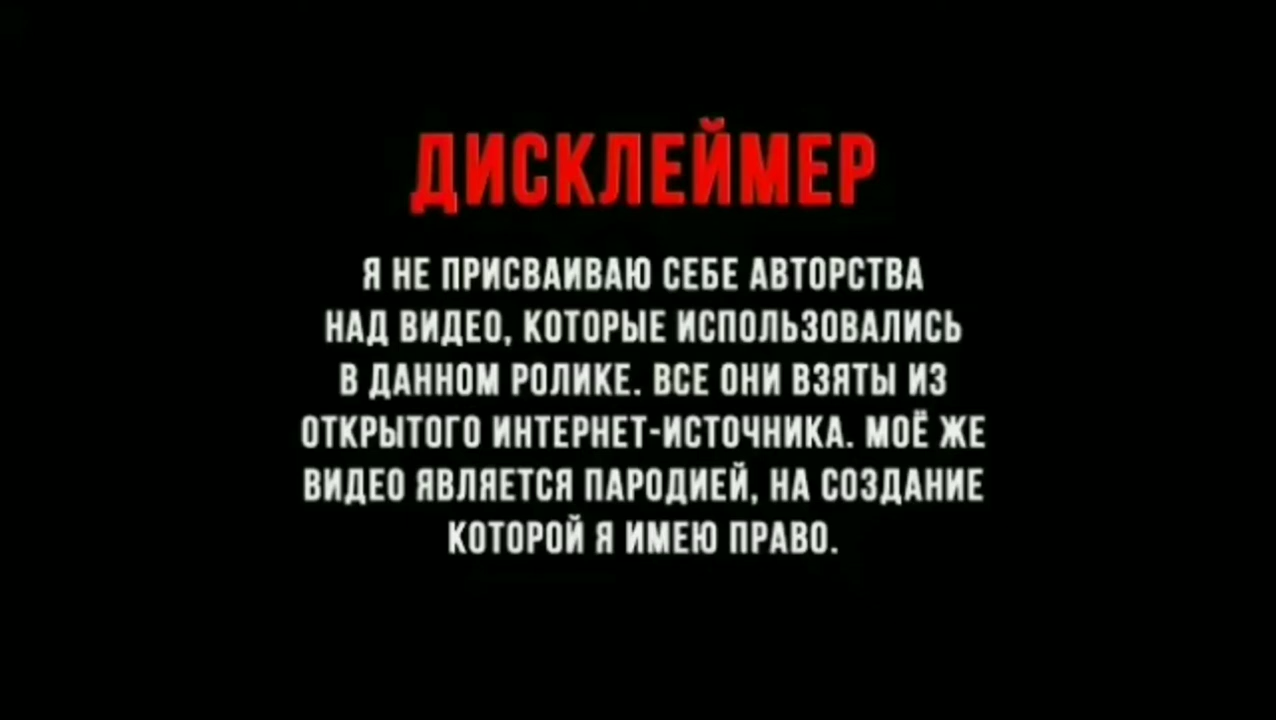 ДИСКЛЕЙМЕР
Я НЕ ПРИСВАИВАЮ СЕБЕ АВТОРСТВА
НАД ВИДЕО, КОТОРЫЕ ИСПОЛЬЗОВАЛИСЬ
В ДАННОМ РОЛИКЕ. ВСЕ ОНИ ВЗЯТЫ ИЗ
ОТКРЫТОГО ИНТЕРНЕТ-ИСТОЧНИКА. МОЁ ЖЕ
ВИДЕО ЯВЛЯЕТСЯ ПАРОДИЕЙ, НА СОЗДАНИЕ
КОТОРОЙ Я ИМЕЮ ПРАВО.